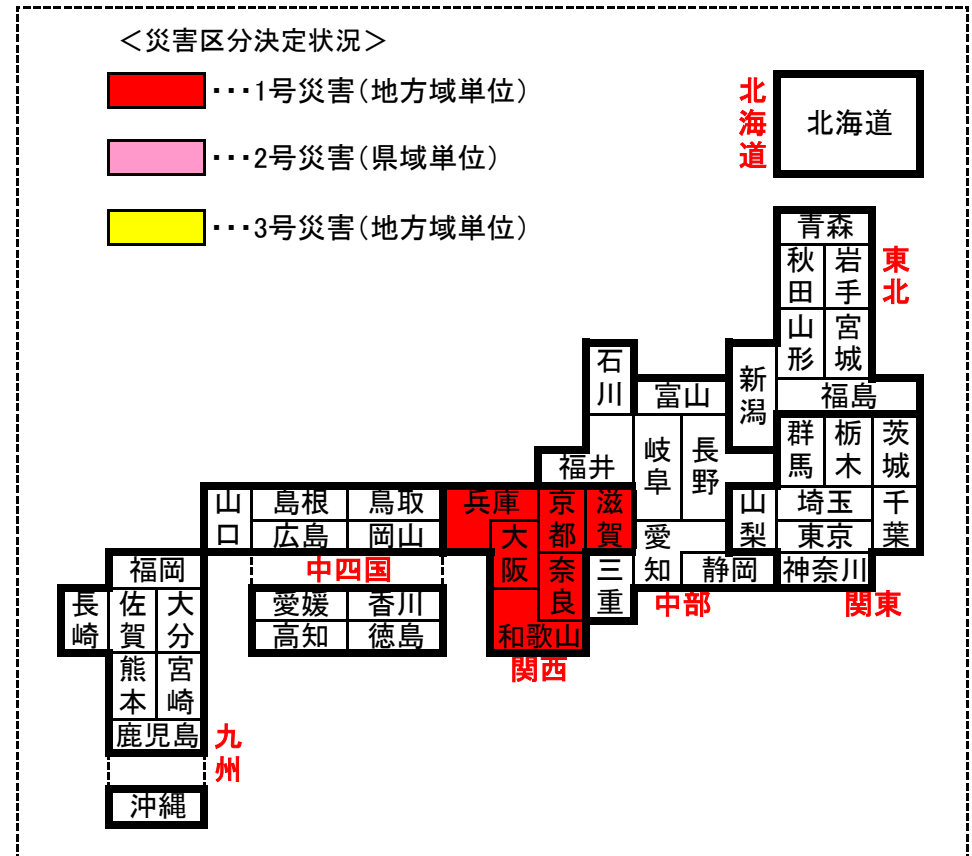 <災害区分決定状況>
・・・1号災害(地方域単位)
・・・2号災害(県域単位)
・・・3号災害(地方域単位)
北海道
北海道
青森
秋田
岩手
東北
山形
宮城
石川
新潟
富山
福島
群馬
栃木
茨城
福井
岐阜
長野
山口
島根
鳥取
兵庫
京都
滋賀
山梨
埼玉
千葉
広島
岡山
大阪
愛知
東京
福岡
中四国
奈良
三重
静岡
神奈川
長崎
佐賀
大分
愛媛
香川
中部
関東
高知
徳島
和歌山
熊本
宮崎
関西
鹿児島
九州
沖縄